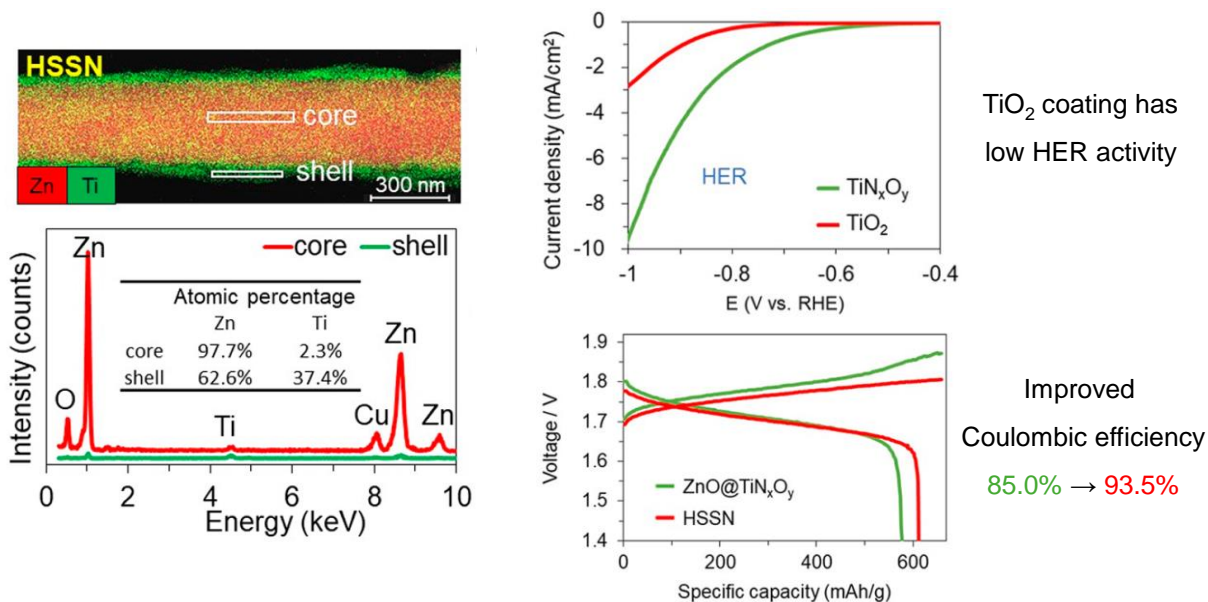 HSSN
core
shell
Zn Ti
300 nm
Intensity (counts)
Zn
core shell
Atomic percentage
Zn Ti
core 97.7% 2.3%
shell 62.6% 37.4%
O
Ti
Cu
Zn
Zn
0 2 4 6 8 10
Energy (keV)
Current density (mA/cm²)
0
-2
-4
-6
-8
-10
HER
TiNₓOᵧ
TiO₂
-1 -0.8 -0.6 -0.4
E (V vs. RHE)
TiO₂ coating has
low HER activity
Voltage / V
1.9
1.8
1.7
1.6
1.5
1.4
ZnO@TiNₓOᵧ
HSSN
0 200 400 600
Specific capacity (mAh/g)
Improved
Coulombic efficiency
85.0% → 93.5%